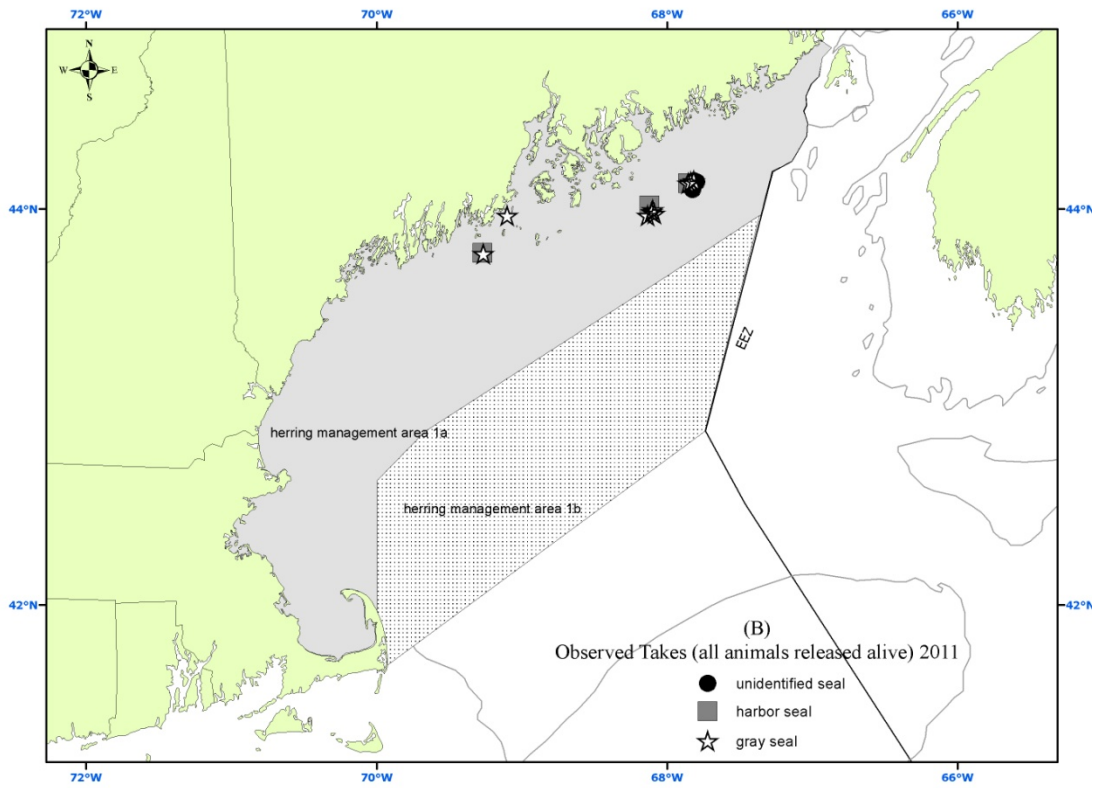 72°W 70°W 68°W 66°W
N
W E
S
44°N 44°N
EEZ
herring management area 1a
herring management area 1b
42°N 42°N
(B)
Observed Takes (all animals released alive) 2011
unidentified seal
harbor seal
gray seal
72°W 70°W 68°W 66°W